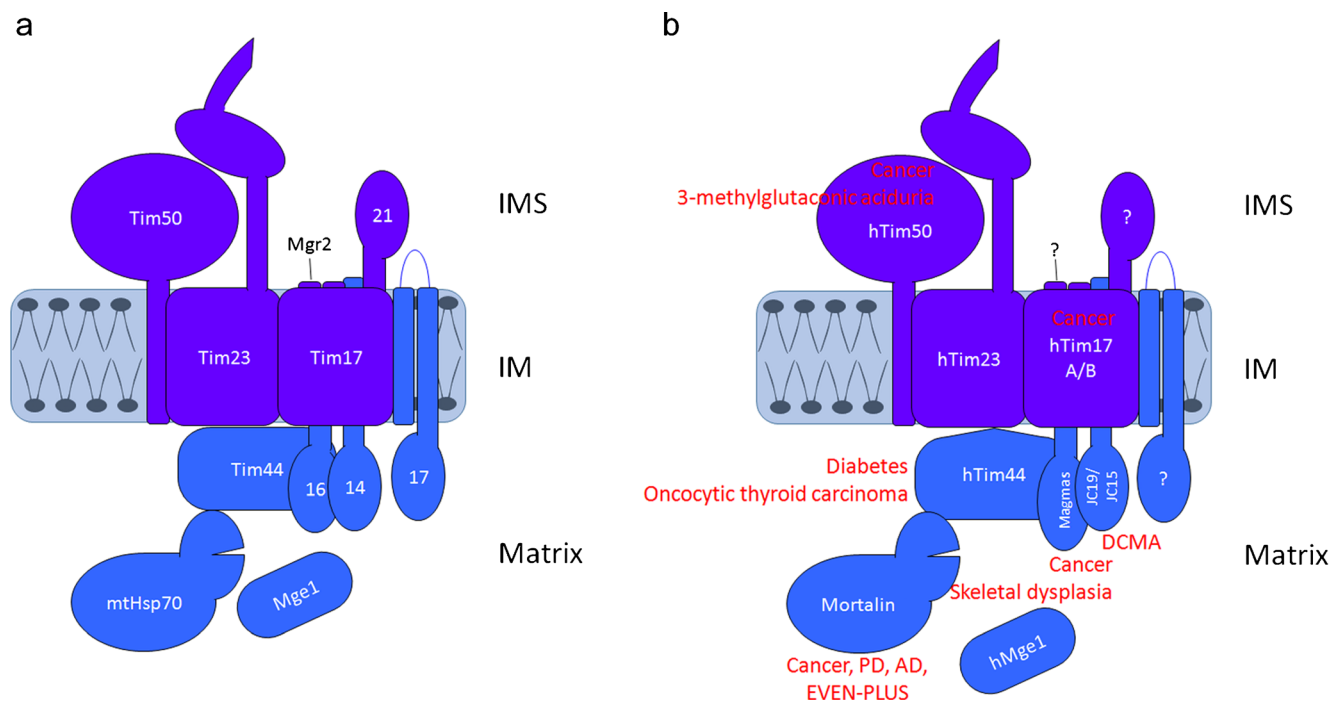 a
Tim50
21
IMS
Mgr2
Tim23
Tim17
IM
Tim44
16
14
17
Matrix
mtHsp70
Mge1
b
Cancer
3-methylglutaconic aciduria
hTim50
?
IMS
?
Cancer
hTim23
hTim17
A/B
IM
Diabetes
Oncocytic thyroid carcinoma
hTim44
Magmas
JC19/
JC15
?
DCMA
Matrix
Cancer
Skeletal dysplasia
Mortalin
hMge1
Cancer, PD, AD,
EVEN-PLUS